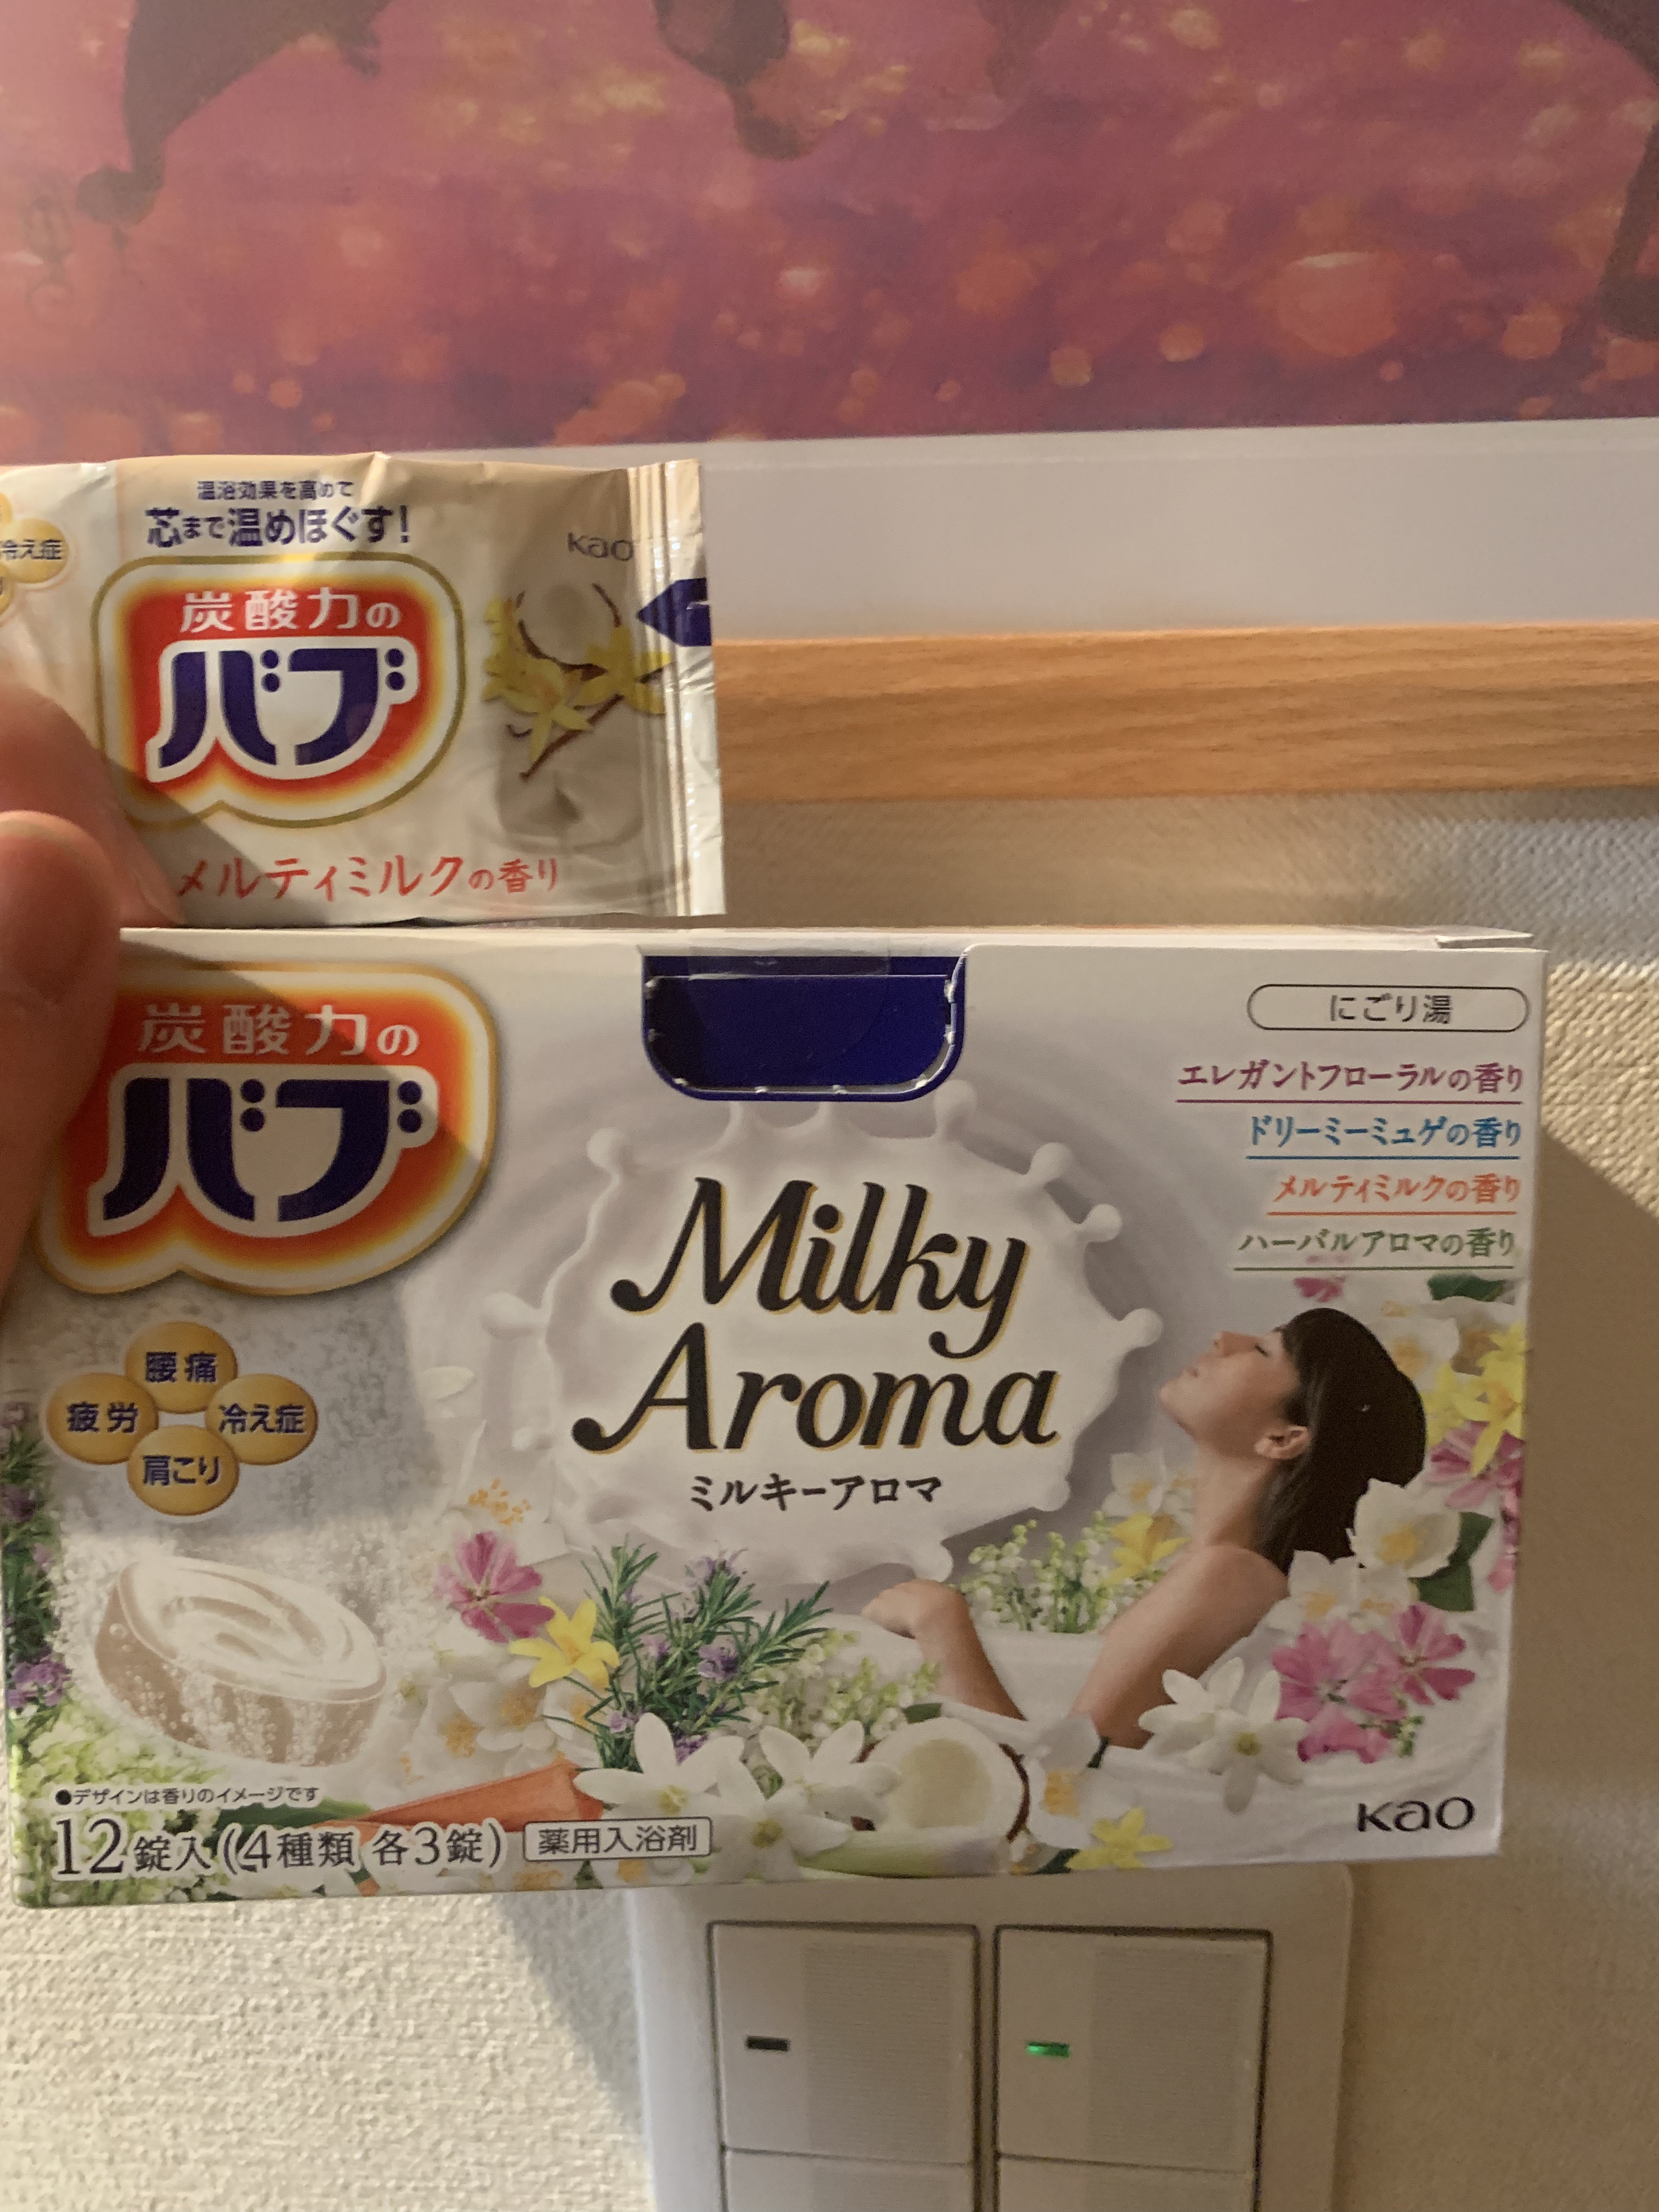 温浴効果を高めて
芯まで温めほぐす!
kao
冷え症
炭酸力の
バブ
メルティミルクの香り
炭酸力の
バブ
にごり湯
エレガントフローラルの香り
ドリーミーミュゲの香り
メルティミルクの香り
ハーバルアロマの香り
Milky
Aroma
ミルキーアロマ
腰痛
疲労
冷え症
肩こり
●デザインは香りのイメージです
12錠入(4種類 各3錠) 薬用入浴剤
kao